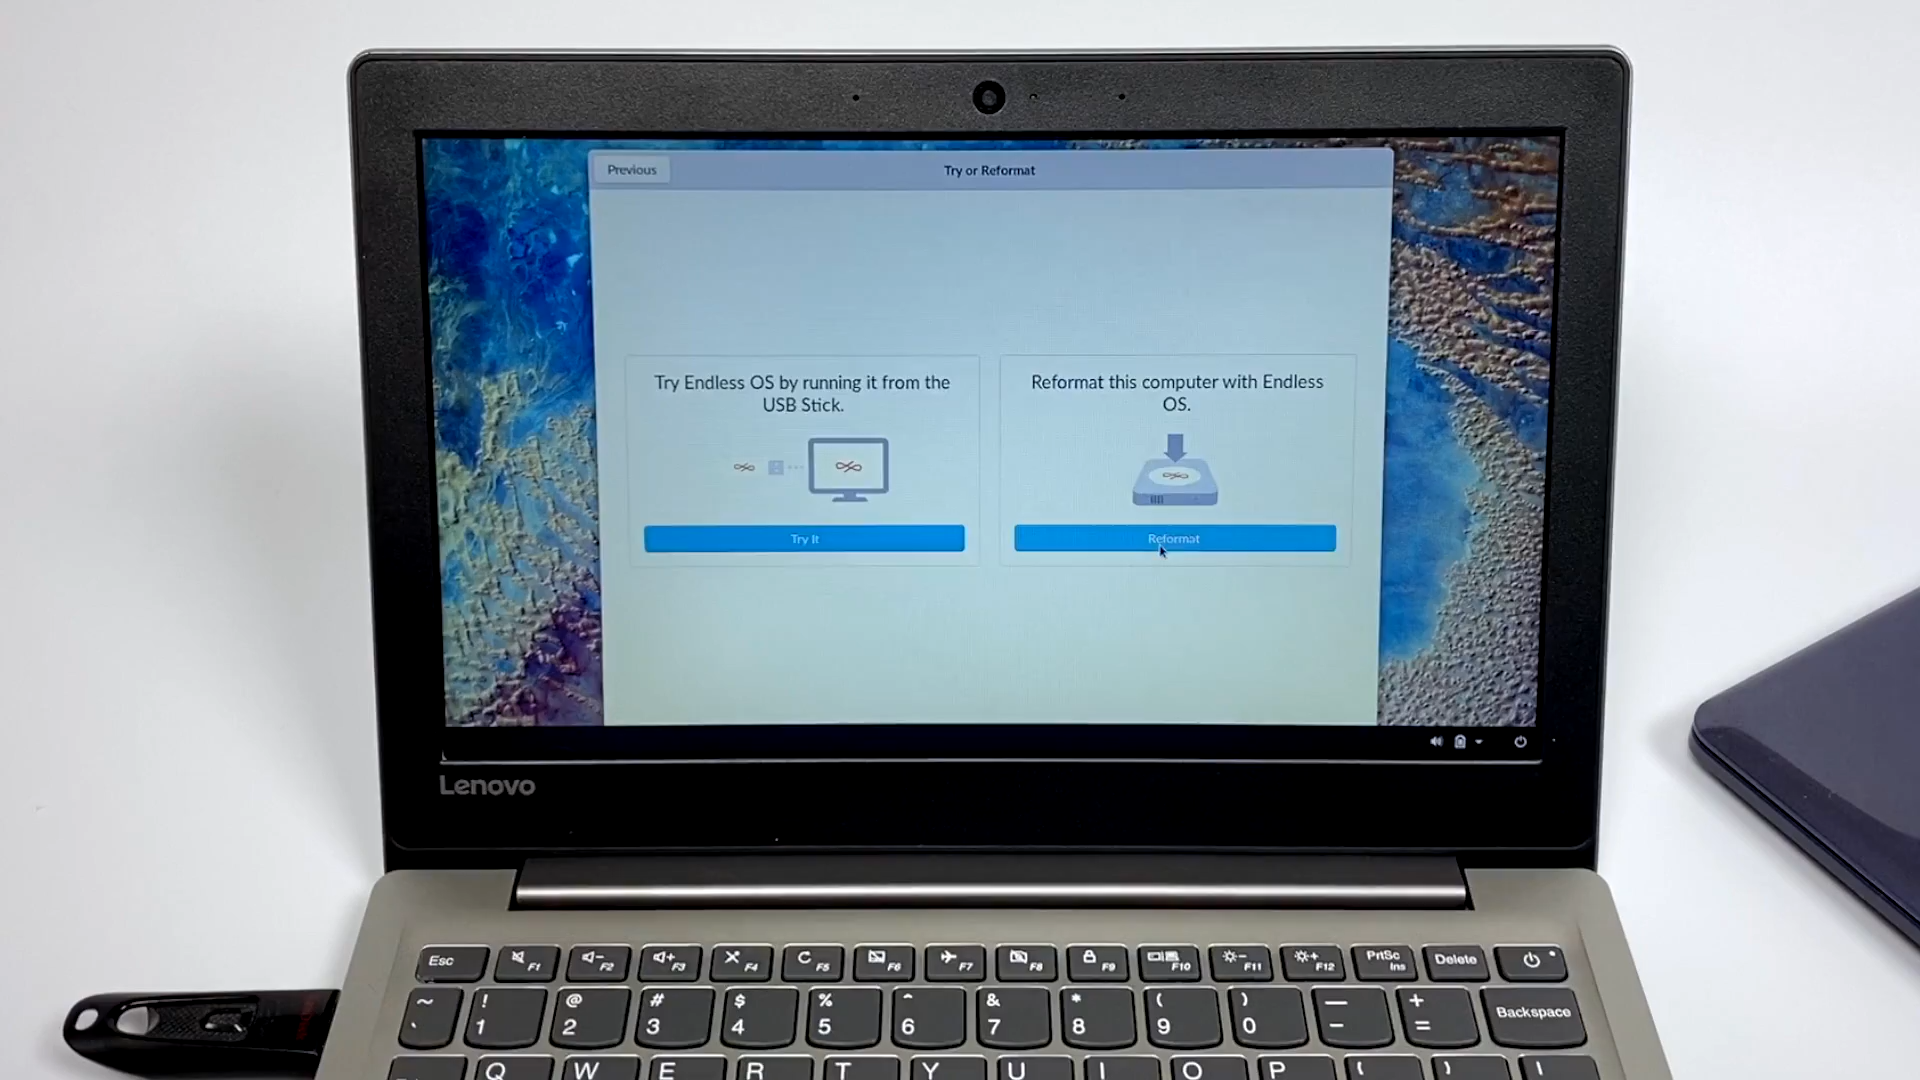 Previous
Try or Reformat
Try Endless OS by running it from the
USB Stick.
Try It
Reformat this computer with Endless
OS.
Reformat
Lenovo
Esc F1 F2 F3 F4 F5 F6 F7 F8 F9 F10 F11 F12 PrtSc Ins Delete
~ ` ! 1 @ 2 # 3 $ 4 % 5 ^ 6 & 7 * 8 ( 9 ) 0 — - + = Backspace
Q W E R T Y U I O P